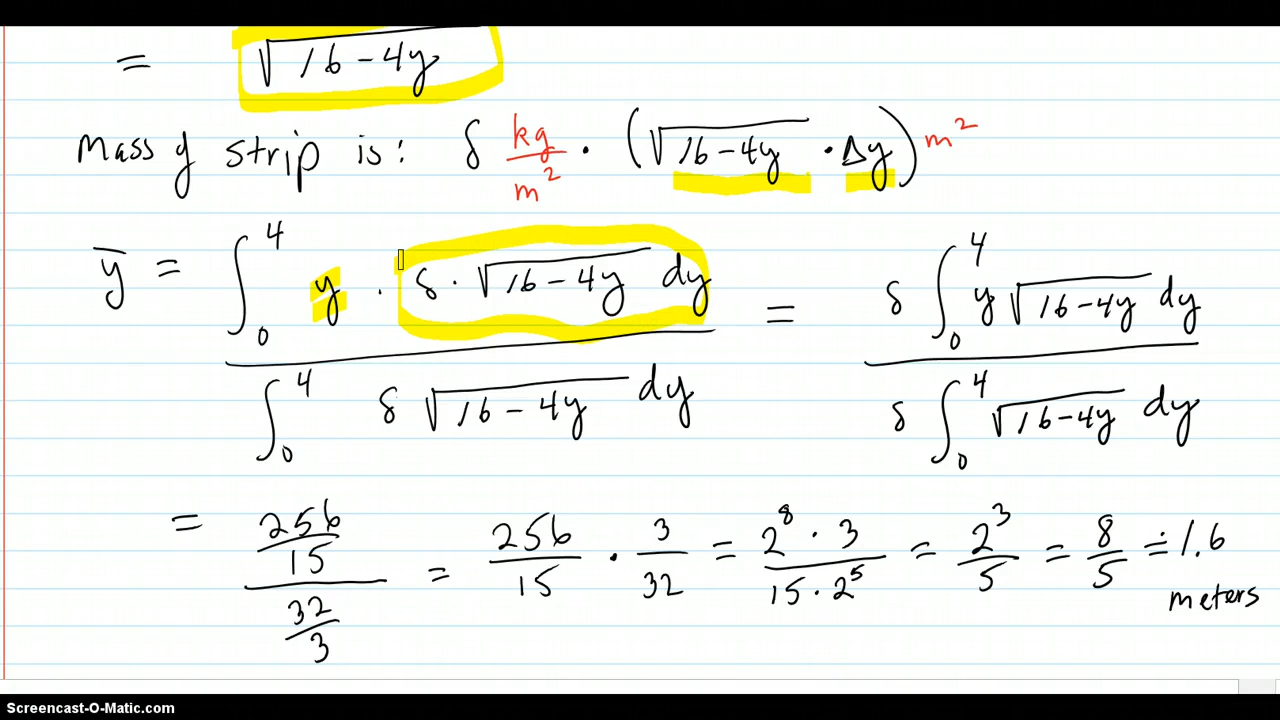 = √(16-4y)
Mass of strip is: δ kg/m² · (√(16-4y) · Δy) m²
ȳ = ∫₀⁴ y · δ · √(16-4y) dy / ∫₀⁴ δ √(16-4y) dy = δ ∫₀⁴ y √(16-4y) dy / δ ∫₀⁴ √(16-4y) dy
= (256/15) / (32/3) = 256/15 · 3/32 = 2⁸ · 3 / 15 · 2⁵ = 2³/5 = 8/5 ≐ 1.6
meters
Screencast-O-Matic.com